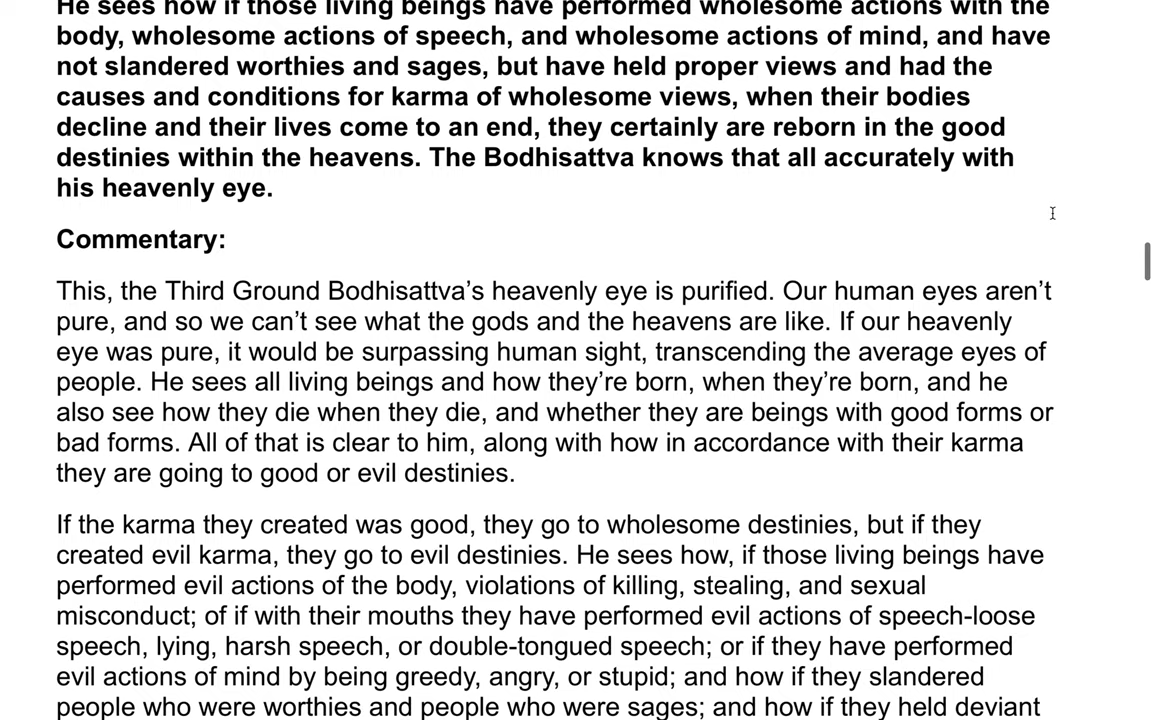 He sees how if those living beings have performed wholesome actions with the
body, wholesome actions of speech, and wholesome actions of mind, and have
not slandered worthies and sages, but have held proper views and had the
causes and conditions for karma of wholesome views, when their bodies
decline and their lives come to an end, they certainly are reborn in the good
destinies within the heavens. The Bodhisattva knows that all accurately with
his heavenly eye.
Commentary:
This, the Third Ground Bodhisattva’s heavenly eye is purified. Our human eyes aren’t
pure, and so we can’t see what the gods and the heavens are like. If our heavenly
eye was pure, it would be surpassing human sight, transcending the average eyes of
people. He sees all living beings and how they’re born, when they’re born, and he
also see how they die when they die, and whether they are beings with good forms or
bad forms. All of that is clear to him, along with how in accordance with their karma
they are going to good or evil destinies.
If the karma they created was good, they go to wholesome destinies, but if they
created evil karma, they go to evil destinies. He sees how, if those living beings have
performed evil actions of the body, violations of killing, stealing, and sexual
misconduct; of if with their mouths they have performed evil actions of speech-loose
speech, lying, harsh speech, or double-tongued speech; or if they have performed
evil actions of mind by being greedy, angry, or stupid; and how if they slandered
people who were worthies and people who were sages; and how if they held deviant